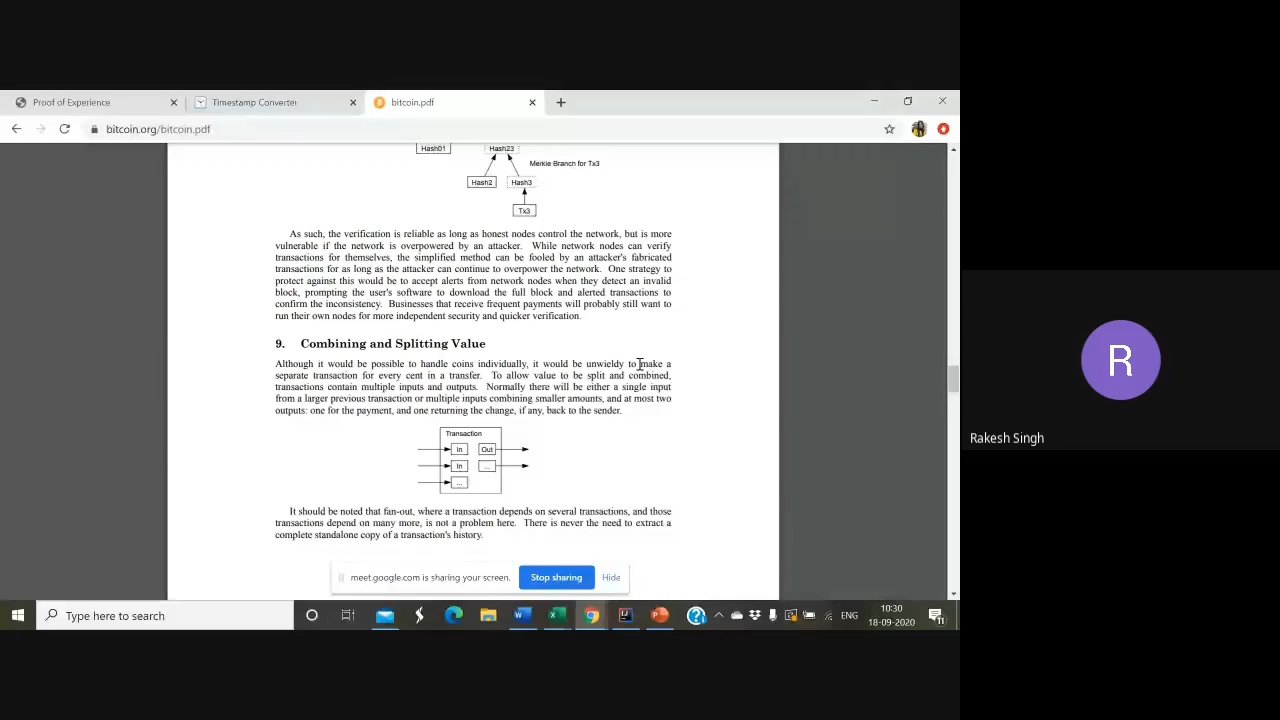 Proof of Experience
Timestamp Converter
bitcoin.pdf
bitcoin.org/bitcoin.pdf
Hash01
Hash23
Merkle Branch for Tx3
Hash2
Hash3
Tx3
As such, the verification is reliable as long as honest nodes control the network, but is more
vulnerable if the network is overpowered by an attacker. While network nodes can verify
transactions for themselves, the simplified method can be fooled by an attacker's fabricated
transactions for as long as the attacker can continue to overpower the network. One strategy to
protect against this would be to accept alerts from network nodes when they detect an invalid
block, prompting the user's software to download the full block and alerted transactions to
confirm the inconsistency. Businesses that receive frequent payments will probably still want to
run their own nodes for more independent security and quicker verification.
9. Combining and Splitting Value
Although it would be possible to handle coins individually, it would be unwieldy to make a
separate transaction for every cent in a transfer. To allow value to be split and combined,
transactions contain multiple inputs and outputs. Normally there will be either a single input
from a larger previous transaction or multiple inputs combining smaller amounts, and at most two
outputs: one for the payment, and one returning the change, if any, back to the sender.
Transaction
In
Out
In
...
...
It should be noted that fan-out, where a transaction depends on several transactions, and those
transactions depend on many more, is not a problem here. There is never the need to extract a
complete standalone copy of a transaction's history.
meet.google.com is sharing your screen.
Stop sharing
Hide
R
Rakesh Singh
Type here to search
ENG
10:30
18-09-2020
11